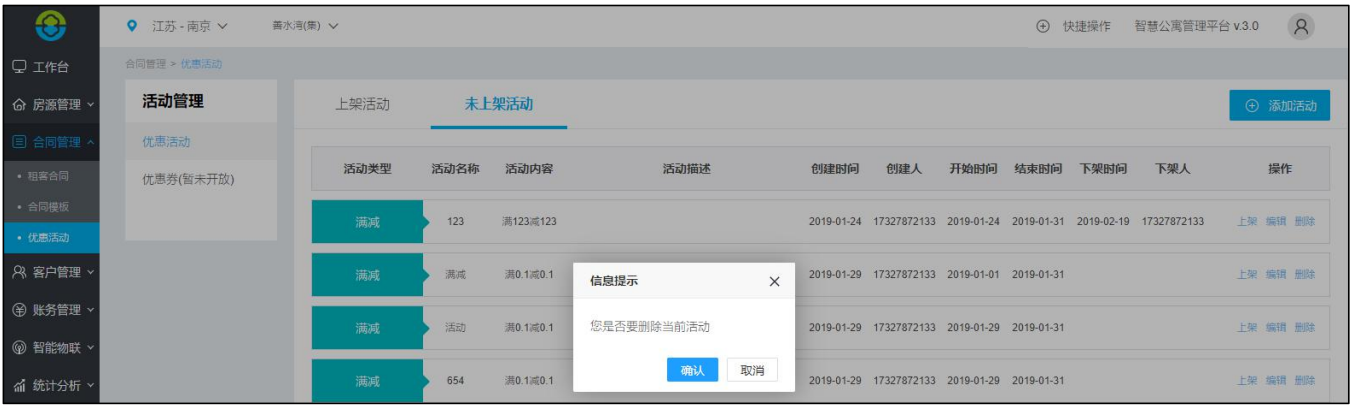 江苏 - 南京 善水湾(集) 快捷操作 智慧公寓管理平台 v.3.0
工作台
房源管理
合同管理
租客合同
合同模板
优惠活动
客户管理
账务管理
智能物联
统计分析
合同管理 > 优惠活动
活动管理
优惠活动
优惠券(暂未开放)
上架活动 未上架活动 添加活动
活动类型 活动名称 活动内容 活动描述 创建时间 创建人 开始时间 结束时间 下架时间 下架人 操作
满减 123 满123减123 2019-01-24 17327872133 2019-01-24 2019-01-31 2019-02-19 17327872133 上架 编辑 删除
满减 满减 满0.1减0.1 2019-01-29 17327872133 2019-01-01 2019-01-31 上架 编辑 删除
满减 活动 满0.1减0.1 2019-01-29 17327872133 2019-01-29 2019-01-31 上架 编辑 删除
满减 654 满0.1减0.1 2019-01-29 17327872133 2019-01-29 2019-01-31 上架 编辑 删除
信息提示
您是否要删除当前活动
确认 取消